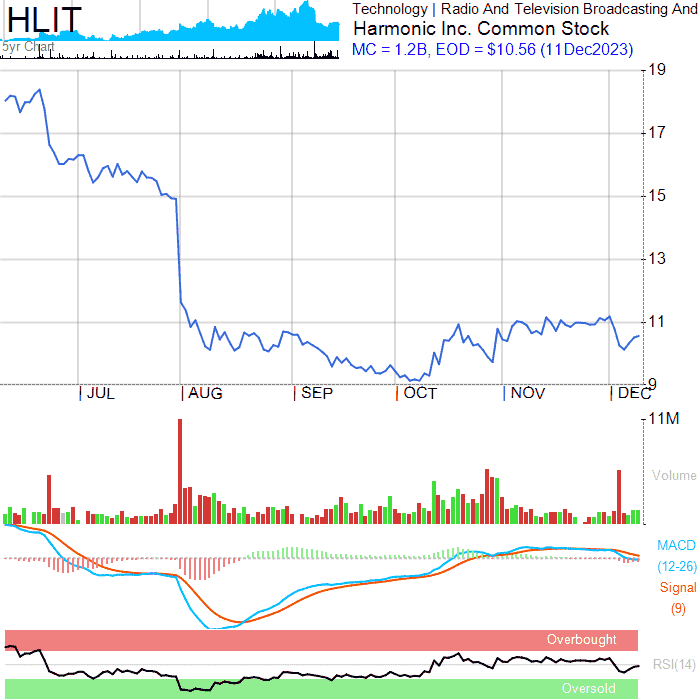 HLIT
5yr Chart
Technology | Radio And Television Broadcasting And
Harmonic Inc. Common Stock
MC = 1.2B, EOD = $10.56 (11Dec2023)
19
17
15
13
11
9
| JUL | AUG | SEP | OCT | NOV | DEC
11M
Volume
MACD
(12-26)
Signal
(9)
Overbought
RSI(14)
Oversold